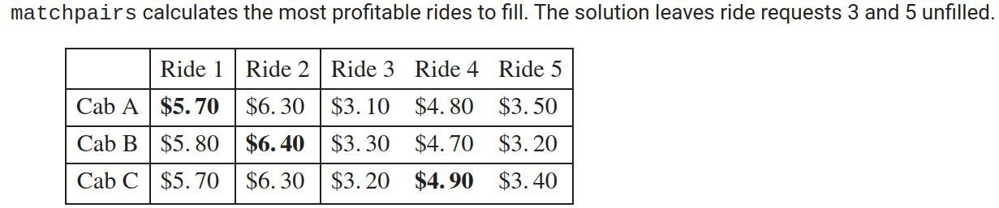 matchpairs calculates the most profitable rides to fill. The solution leaves ride requests 3 and 5 unfilled.
Ride 1 Ride 2 Ride 3 Ride 4 Ride 5
Cab A $5.70 $6.30 $3.10 $4.80 $3.50
Cab B $5.80 $6.40 $3.30 $4.70 $3.20
Cab C $5.70 $6.30 $3.20 $4.90 $3.40